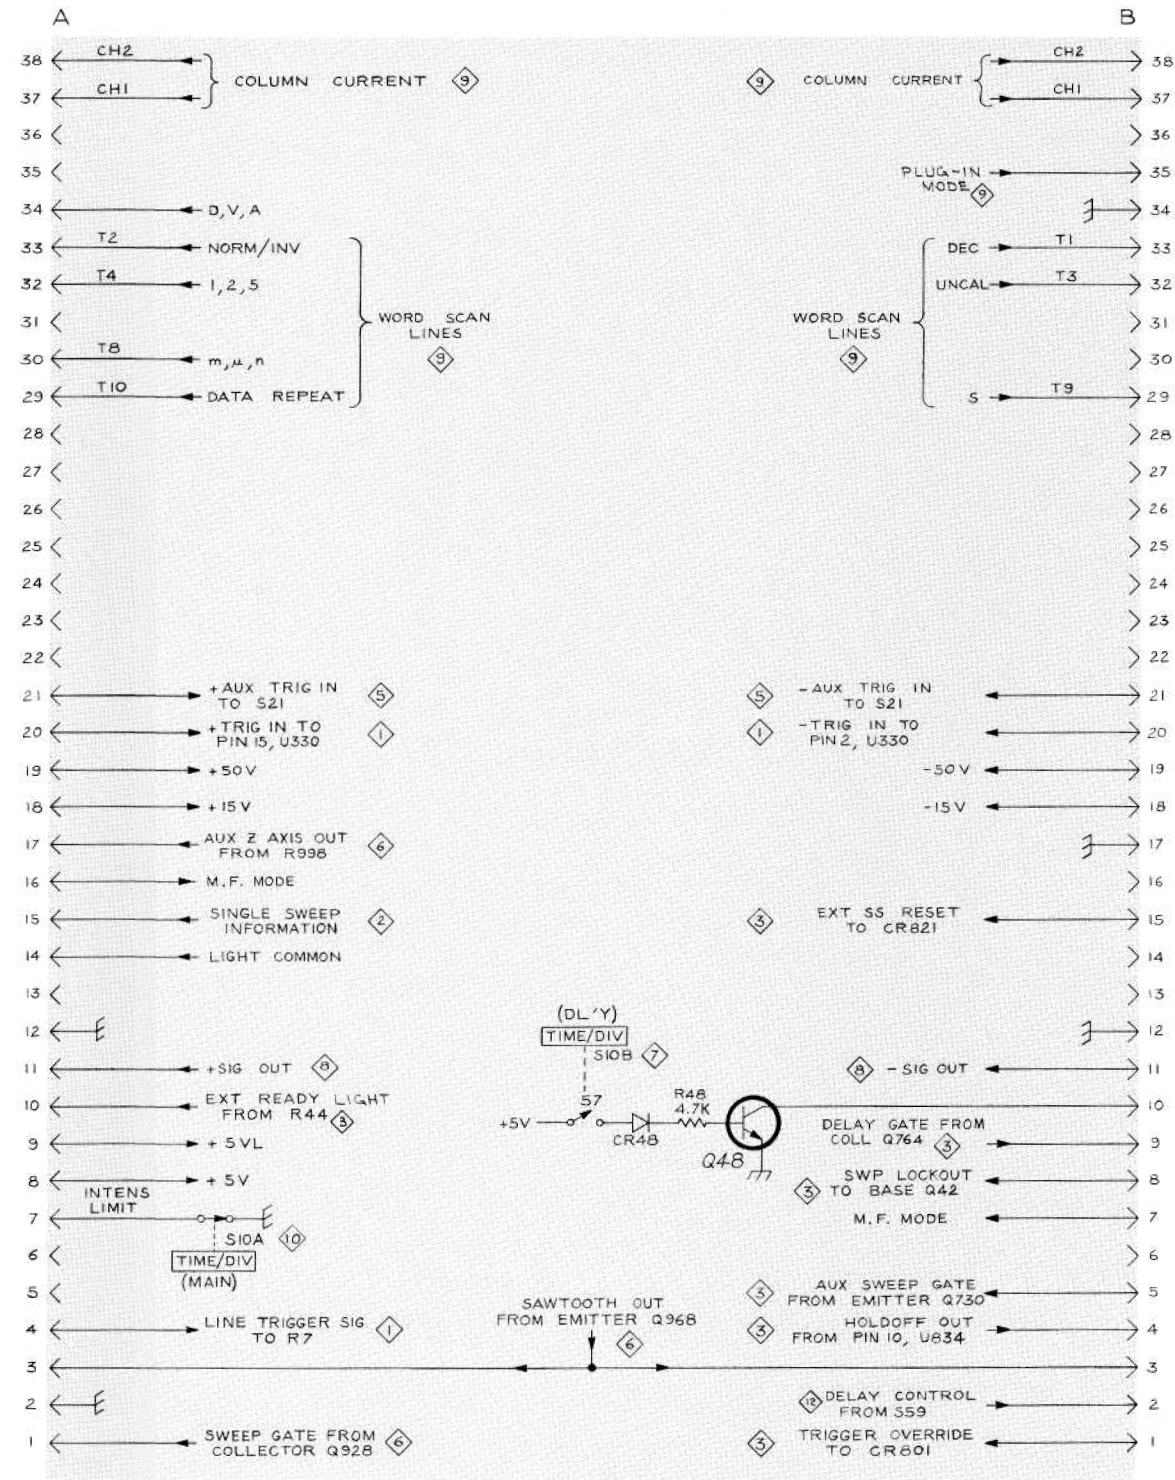 A B
38 CH2 CH2 38
COLUMN CURRENT 9 9 COLUMN CURRENT
37 CH1 CH1 37
36 36
35 PLUG-IN 35
MODE 9
34 D,V,A 34
33 T2 NORM/INV DEC T1 33
32 T4 1,2,5 UNCAL T3 32
31 WORD SCAN WORD SCAN 31
LINES LINES
30 T8 m,μ,n 9 9 30
29 T10 DATA REPEAT S T9 29
28 28
27 27
26 26
25 25
24 24
23 23
22 22
21 +AUX TRIG IN 5 5 -AUX TRIG IN 21
TO S21 TO S21
20 +TRIG IN TO 1 1 -TRIG IN TO 20
PIN 15, U330 PIN 2, U330
19 +50V -50V 19
18 +15V -15V 18
17 AUX Z AXIS OUT 6 17
FROM R998
16 M.F. MODE 16
15 SINGLE SWEEP 2 3 EXT SS RESET 15
INFORMATION TO CR821
14 LIGHT COMMON 14
13 13
(DL'Y)
12 TIME/DIV 12
S10B 7
11 +SIG OUT 8 8 -SIG OUT 11
10 EXT READY LIGHT S7 R48 10
FROM R44 3 4.7K
+5V CR48 Q48
DELAY GATE FROM
9 +5VL COLL Q764 3 9
8 +5V SWP LOCKOUT 8
3 TO BASE Q42
INTENS
LIMIT
7 M.F. MODE 7
S10A 10
6 TIME/DIV 6
(MAIN)
5 3 AUX SWEEP GATE 5
FROM EMITTER Q730
SAWTOOTH OUT
FROM EMITTER Q968
6
4 LINE TRIGGER SIG 1 3 HOLDOFF OUT 4
TO R7 FROM PIN 10, U834
3 3
2 12 DELAY CONTROL 2
FROM S59
1 SWEEP GATE FROM 6 3 TRIGGER OVERRIDE 1
COLLECTOR Q928 TO CR801